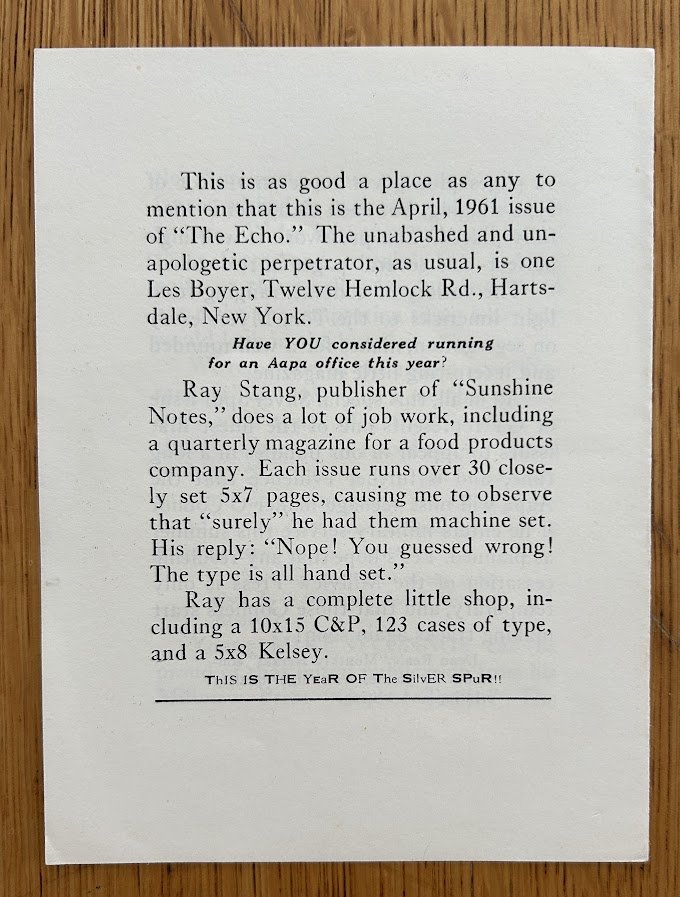 This is as good a place as any to
mention that this is the April, 1961 issue
of “The Echo.” The unabashed and un-
apologetic perpetrator, as usual, is one
Les Boyer, Twelve Hemlock Rd., Harts-
dale, New York.
Have YOU considered running
for an Aapa office this year?
Ray Stang, publisher of “Sunshine
Notes,” does a lot of job work, including
a quarterly magazine for a food products
company. Each issue runs over 30 close-
ly set 5x7 pages, causing me to observe
that “surely” he had them machine set.
His reply: “Nope! You guessed wrong!
The type is all hand set.”
Ray has a complete little shop, in-
cluding a 10x15 C&P, 123 cases of type,
and a 5x8 Kelsey.
ThIS IS THE YEaR OF The SilvER SPuR!!